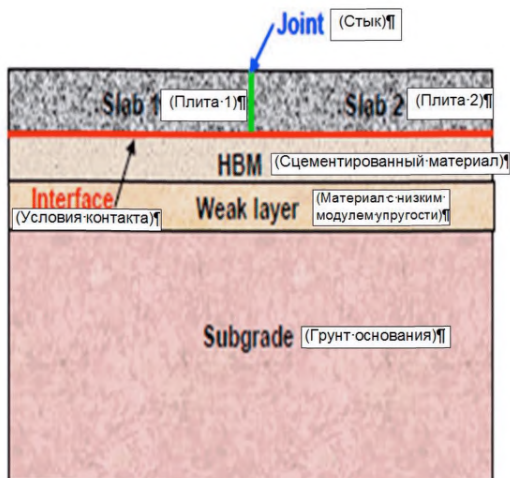 Joint (Стык)¶
Slab 1 (Плита·1)¶ Slab 2 (Плита·2)¶
HBM (Сцементированный·материал)¶
Interface
(Условия·контакта)¶
Weak layer (Материал·с·низким·
модулем·упругости)¶
Subgrade (Грунт·основания)¶